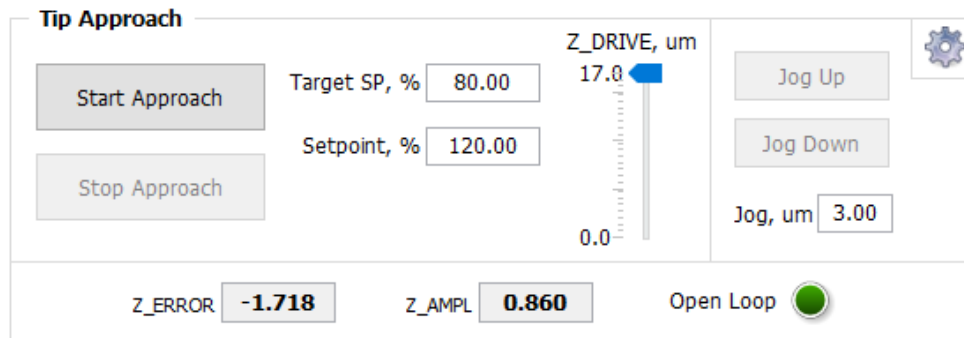 Tip Approach
Z_DRIVE, um
Start Approach
Target SP, % 80.00
17.0
Jog Up
Setpoint, % 120.00
Jog Down
Stop Approach
Jog, um 3.00
0.0
Z_ERROR -1.718 Z_AMPL 0.860 Open Loop